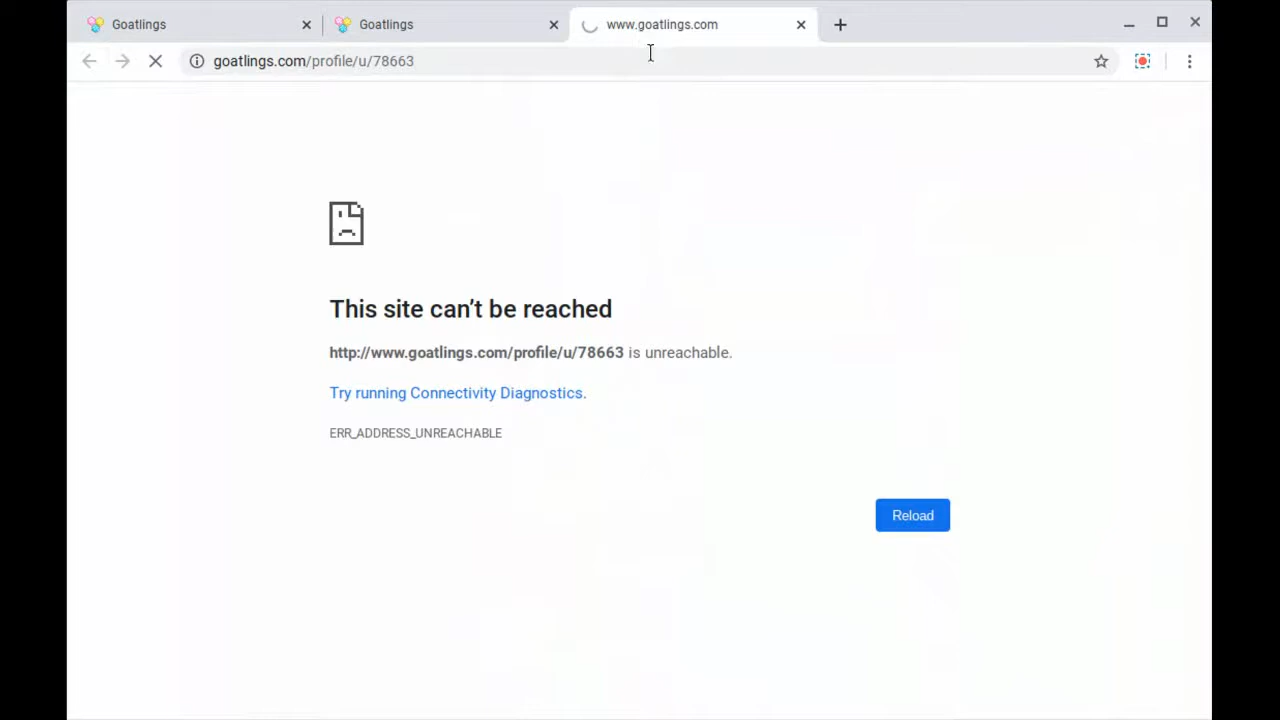 Goatlings
Goatlings
www.goatlings.com
goatlings.com/profile/u/78663
This site can’t be reached
http://www.goatlings.com/profile/u/78663 is unreachable.
Try running Connectivity Diagnostics.
ERR_ADDRESS_UNREACHABLE
Reload